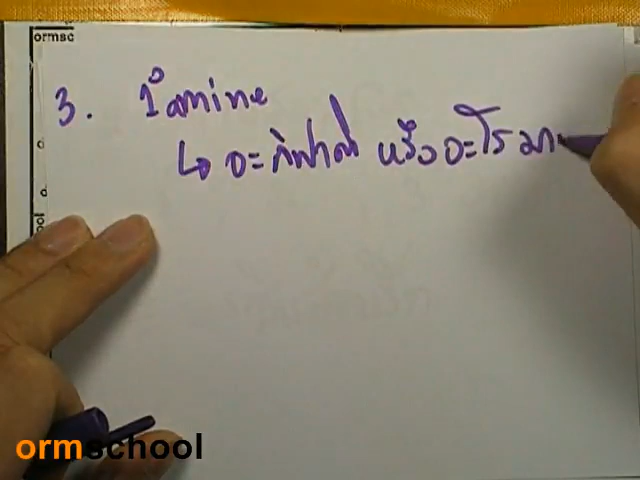 ormsc
3. 1° amine
↳ อะลิฟาติ หรือ อะโรมา
ormschool